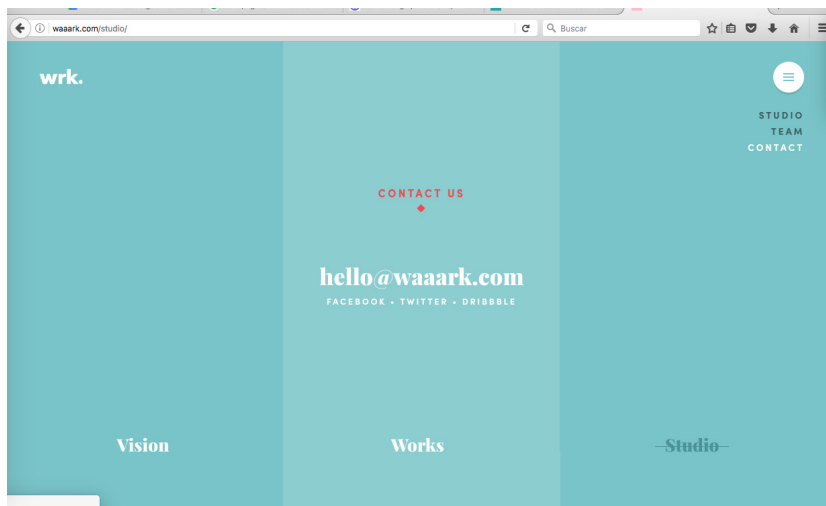 waaark.com/studio/
Buscar
wrk.
STUDIO
TEAM
CONTACT
CONTACT US
hello@waaark.com
FACEBOOK • TWITTER • DRIBBBLE
Vision
Works
Studio